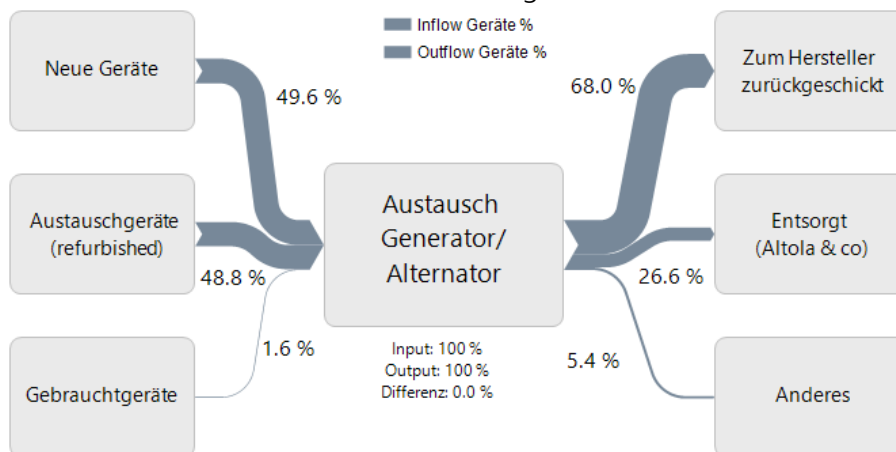 Inflow Geräte %
Outflow Geräte %
Neue Geräte
49.6 %
68.0 %
Zum Hersteller
zurückgeschickt
Austauschgeräte
(refurbished)
48.8 %
Austausch
Generator/
Alternator
Entsorgt
(Altola & co)
26.6 %
Gebrauchtgeräte
1.6 %
Input: 100 %
Output: 100 %
Differenz: 0.0 %
5.4 %
Anderes